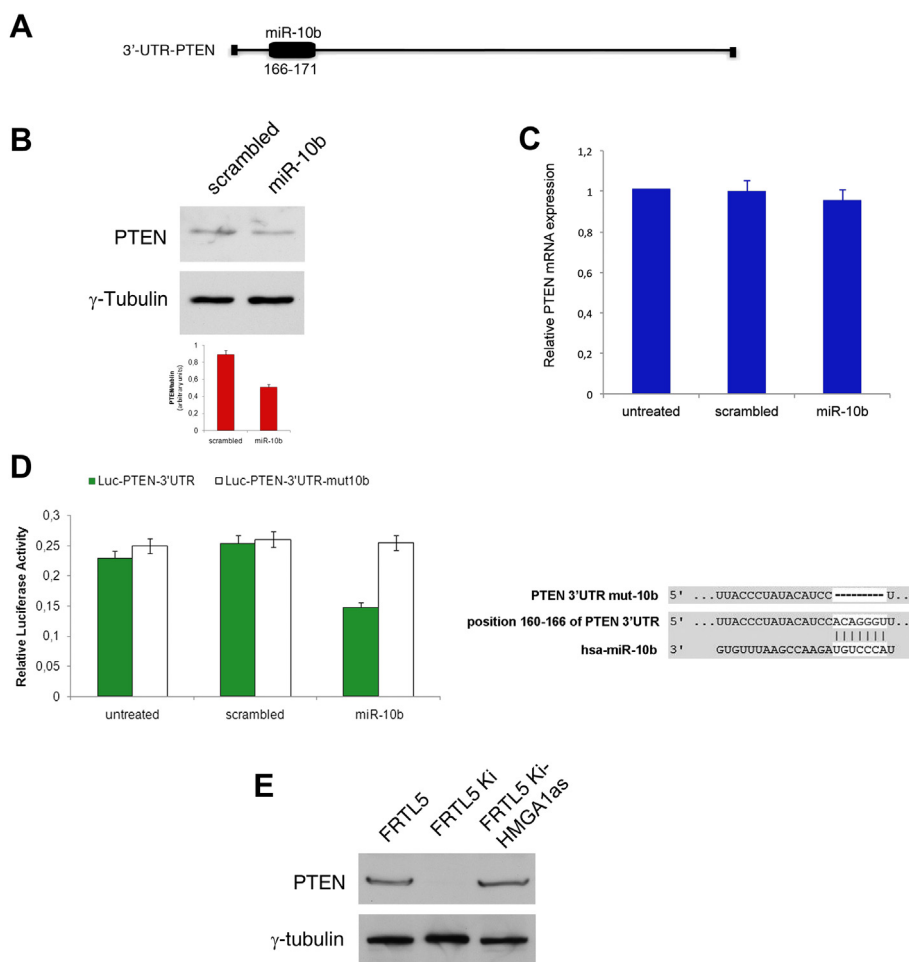 A
3'-UTR-PTEN
miR-10b
166-171
B
scrambled
miR-10b
PTEN
γ-Tubulin
PTEN/tublin
(arbitrary units)
1
0,8
0,6
0,4
0,2
0
scrambled
miR-10b
C
Relative PTEN mRNA expression
1,2
1
0,8
0,6
0,4
0,2
0
untreated
scrambled
miR-10b
D
Luc-PTEN-3'UTR
Luc-PTEN-3'UTR-mut10b
Relative Luciferase Activity
0,3
0,25
0,2
0,15
0,1
0,05
0
untreated
scrambled
miR-10b
PTEN 3'UTR mut-10b 5' ...UUACCCUAUACAUCC---------U..
position 160-166 of PTEN 3'UTR 5' ...UUACCCUAUACAUCCACAGGGUU..
| | | | | | |
hsa-miR-10b 3' GUGUUUAAGCCAAGAUGUCCCAU
E
FRTL5
FRTL5 Ki
FRTL5 Ki-
HMGA1as
PTEN
γ-tubulin